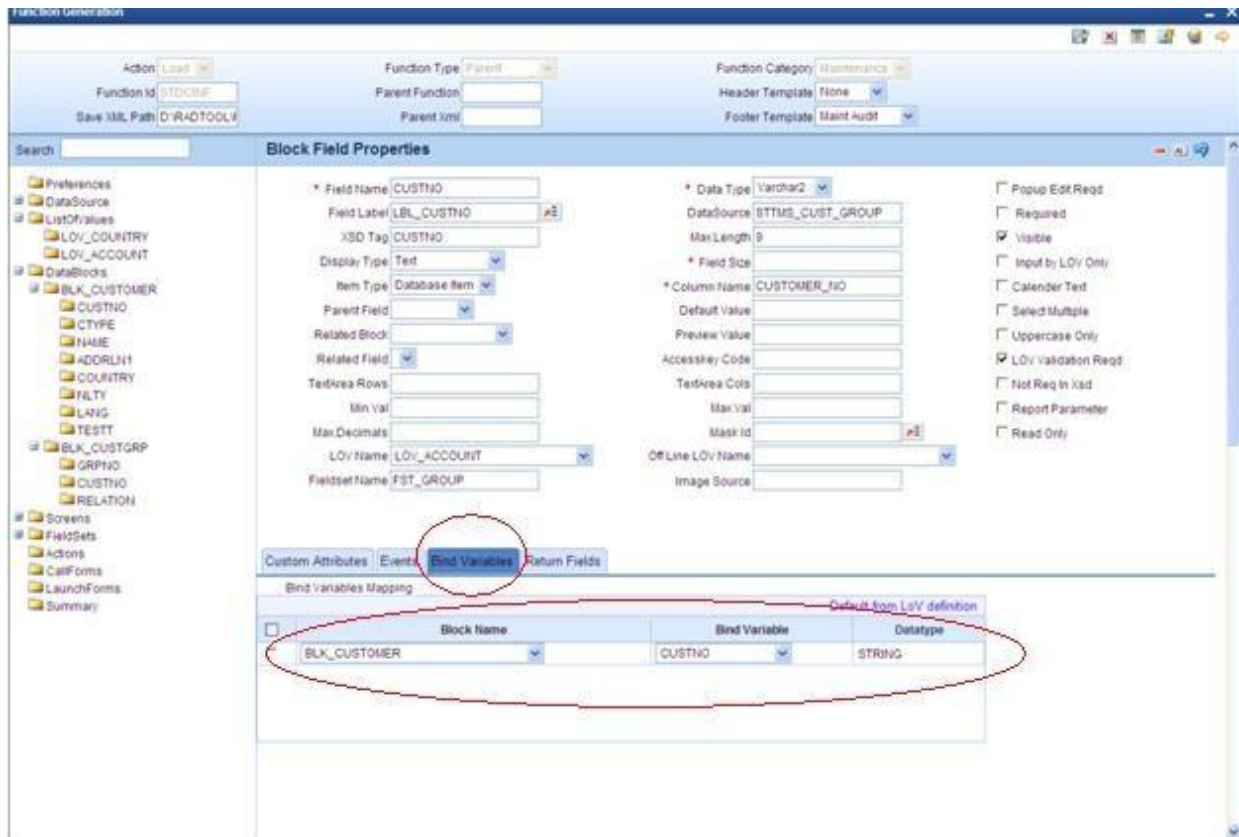 Function Generation
Action Load Function Type Parent Function Category Maintenance
Function Id STDCINF Parent Function Header Template None
Save XML Path D:\RADTOOL\ Parent Xml Footer Template Maint Audit
Search Block Field Properties
Preferences
DataSource
ListOfValues
LOV_COUNTRY
LOV_ACCOUNT
DataBlocks
BLK_CUSTOMER
CUSTNO
CTYPE
NAME
ADDRLN1
COUNTRY
NLTY
LANG
TESTT
BLK_CUSTGRP
GRPNO
CUSTNO
RELATION
Screens
FieldSets
Actions
CallForms
LaunchForms
Summary
* Field Name CUSTNO * Data Type Varchar2 Popup Edit Reqd
Field Label LBL_CUSTNO DataSource STTMS_CUST_GROUP Required
XSD Tag CUSTNO Max Length 9 Visible
Display Type Text * Field Size Input by LOV Only
Item Type Database Item * Column Name CUSTOMER_NO Calender Text
Parent Field Default Value Select Multiple
Related Block Preview Value Uppercase Only
Related Field Accesskey Code LOV Validation Reqd
TextArea Rows TextArea Cols Not Req In Xsd
Min Val Max Val Report Parameter
Max Decimals Mask Id Read Only
LOV Name LOV_ACCOUNT Off Line LOV Name
Fieldset Name FST_GROUP Image Source
Custom Attributes Events Bind Variables Return Fields
Bind Variables Mapping
Default from LoV definition
Block Name Bind Variable Datatype
BLK_CUSTOMER CUSTNO STRING